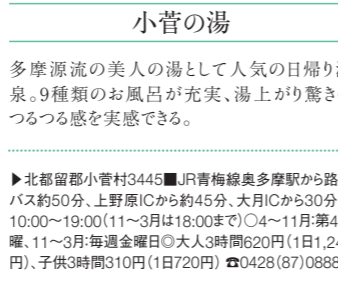 小菅の湯
多摩源流の美人の湯として人気の日帰り
泉。9種類のお風呂が充実、湯上がり驚き
つるつる感を実感できる。
▶北都留郡小菅村3445■JR青梅線奥多摩駅から路
バス約50分、上野原ICから約45分、大月ICから30分
10:00〜19:00(11〜3月は18:00まで)○4〜11月:第4
曜、11〜3月:毎週金曜日◎大人3時間620円(1日1,24
円)、子供3時間310円(1日720円) ☎0428(87)0888